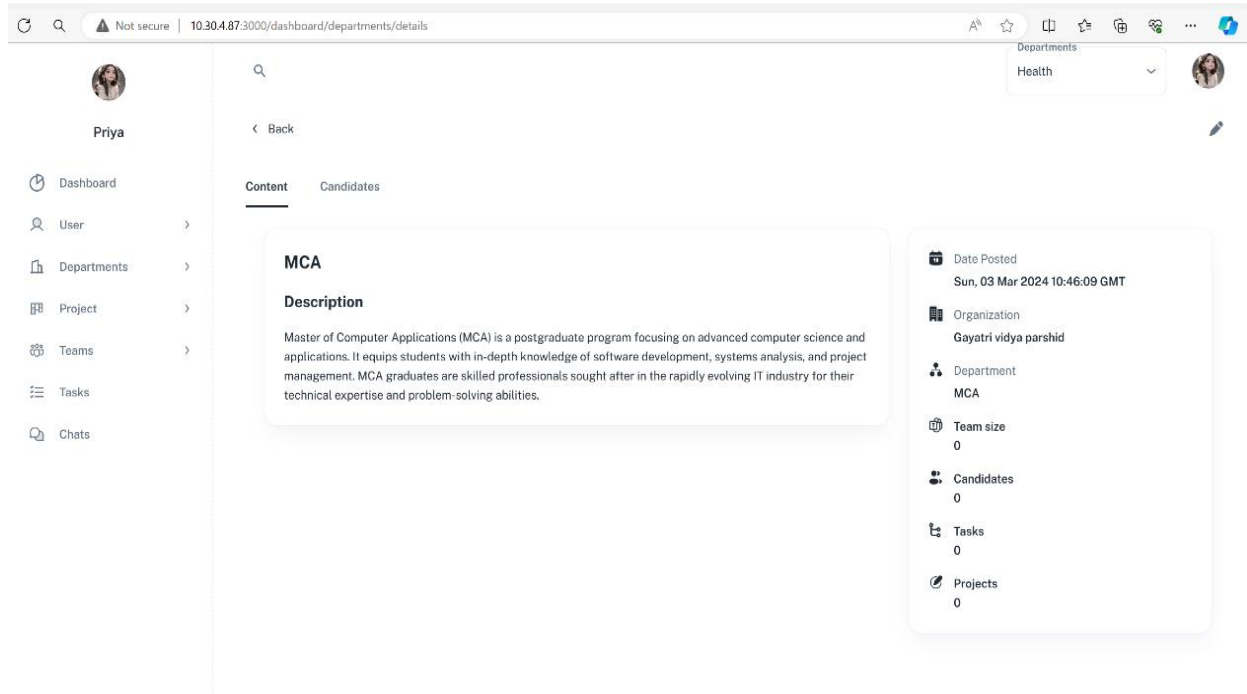 Not secure
10.30.4.87:3000/dashboard/departments/details
Departments
Health
Priya
Back
Dashboard
User
Departments
Project
Teams
Tasks
Chats
Content
Candidates
MCA
Description
Master of Computer Applications (MCA) is a postgraduate program focusing on advanced computer science and
applications. It equips students with in-depth knowledge of software development, systems analysis, and project
management. MCA graduates are skilled professionals sought after in the rapidly evolving IT industry for their
technical expertise and problem-solving abilities.
Date Posted
Sun, 03 Mar 2024 10:46:09 GMT
Organization
Gayatri vidya parshid
Department
MCA
Team size
0
Candidates
0
Tasks
0
Projects
0